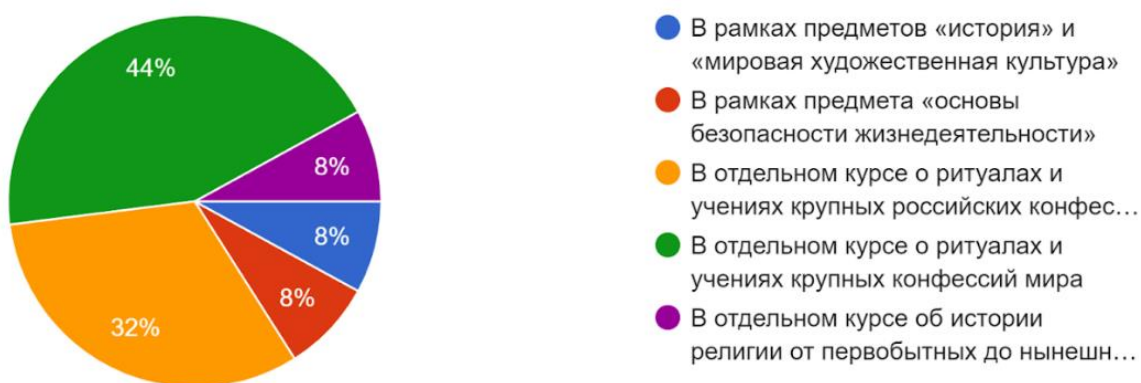 44%
8%
8%
8%
32%
В рамках предметов «история» и
«мировая художественная культура»
В рамках предмета «основы
безопасности жизнедеятельности»
В отдельном курсе о ритуалах и
учениях крупных российских конфес...
В отдельном курсе о ритуалах и
учениях крупных конфессий мира
В отдельном курсе об истории
религии от первобытных до нынешн...